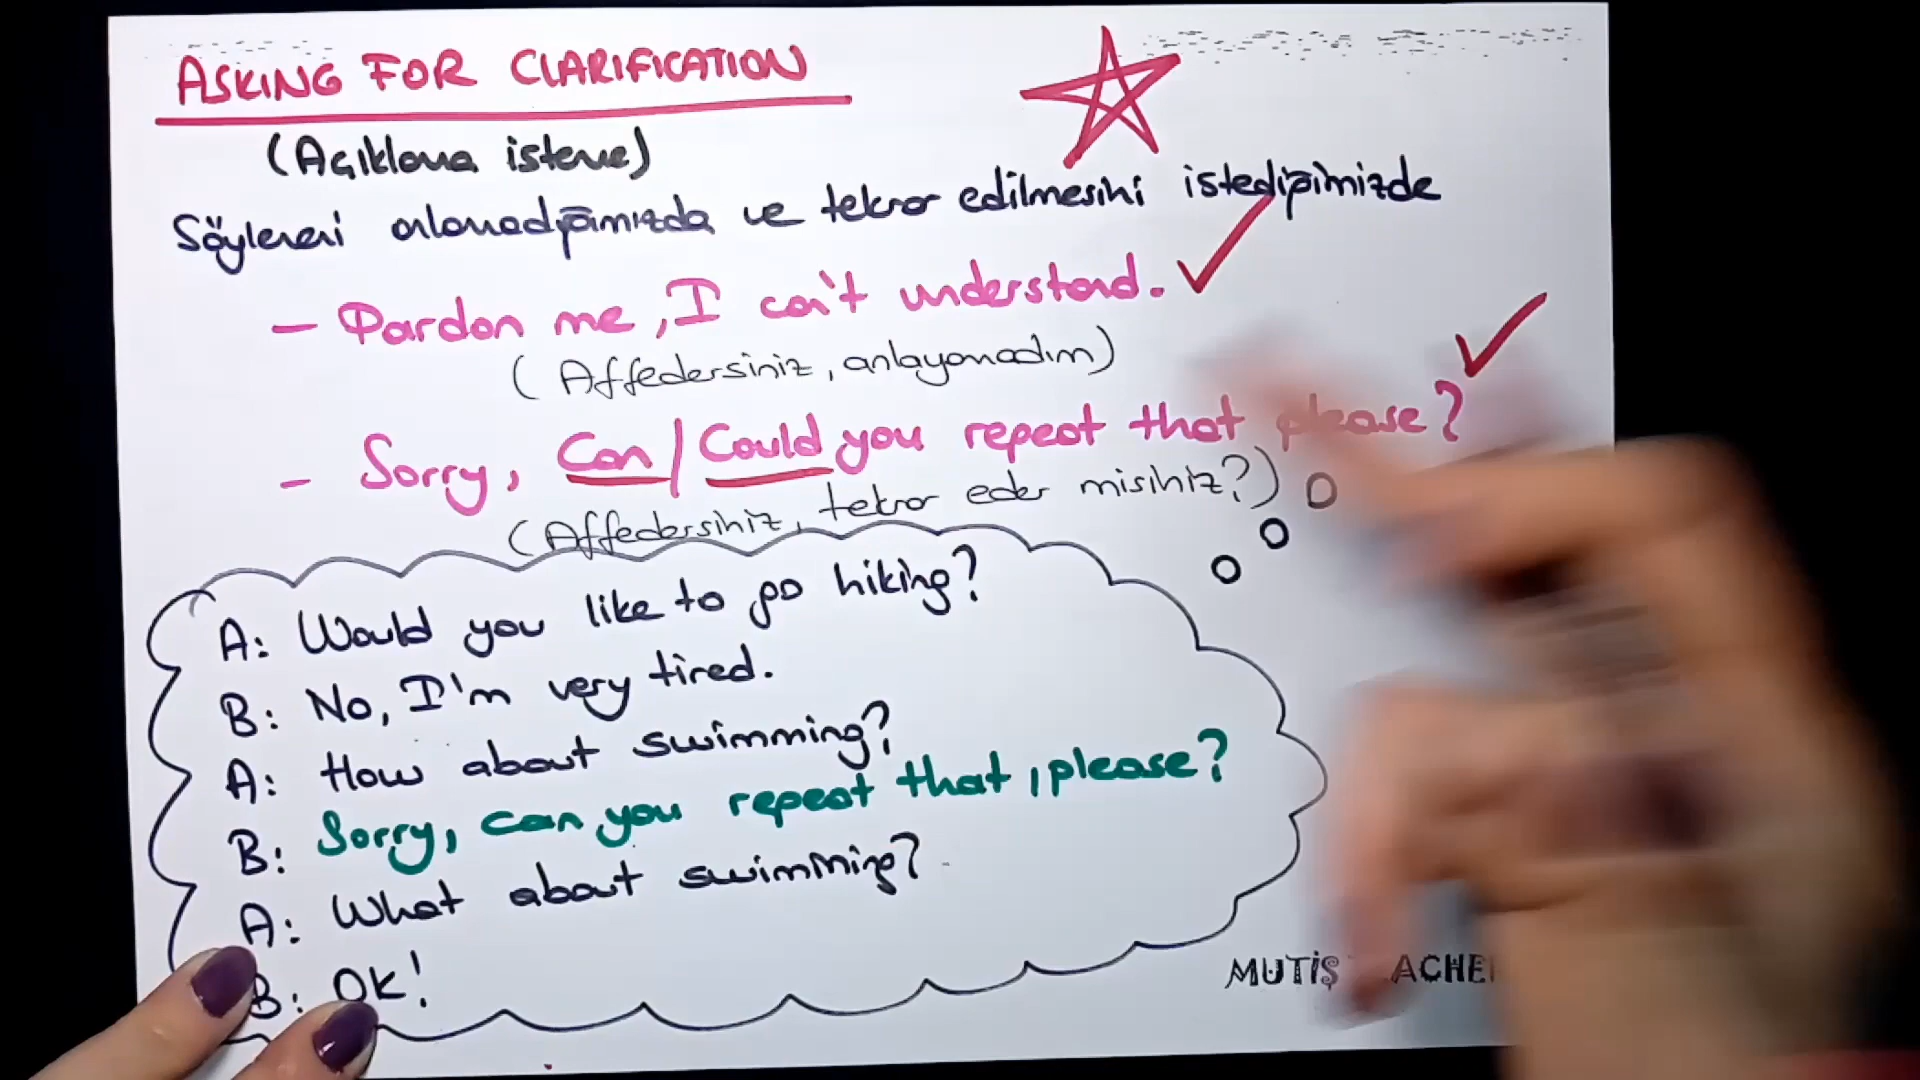 ASKING FOR CLARIFICATION
(Açıklama isteme)
Söyleneni anlamadığımızda ve tekrar edilmesini istediğimizde
- Pardon me, I can't understand.
(Affedersiniz, anlayamadım)
- Sorry, Can/Could you repeat that please?
(Affedersiniz, tekrar eder misiniz?)
A: Would you like to go hiking?
B: No, I'm very tired.
A: How about swimming?
B: Sorry, can you repeat that, please?
A: What about swimming?
B: OK!
MUTİŞ